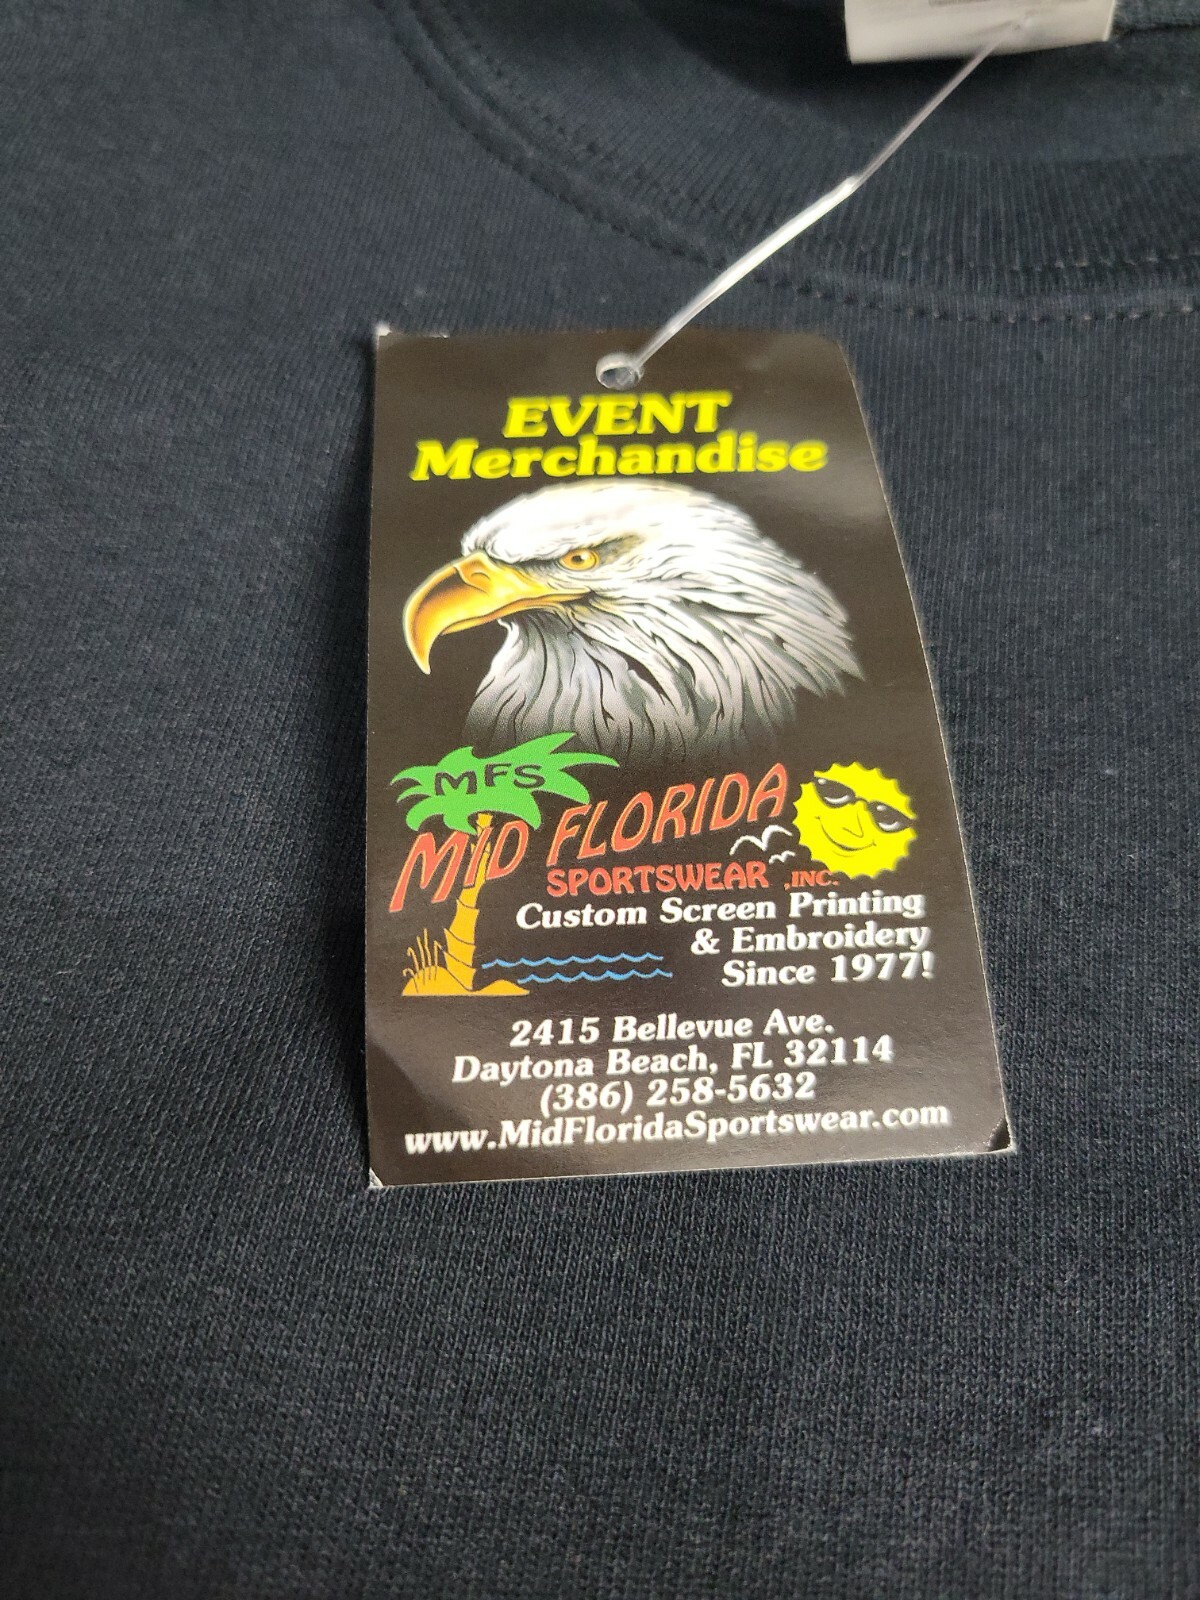 EVENT
Merchandise
MFS
MID FLORIDA
SPORTSWEAR ,INC.
Custom Screen Printing
& Embroidery
Since 1977!
2415 Bellevue Ave.
Daytona Beach, FL 32114
(386) 258-5632
www.MidFloridaSportswear.com